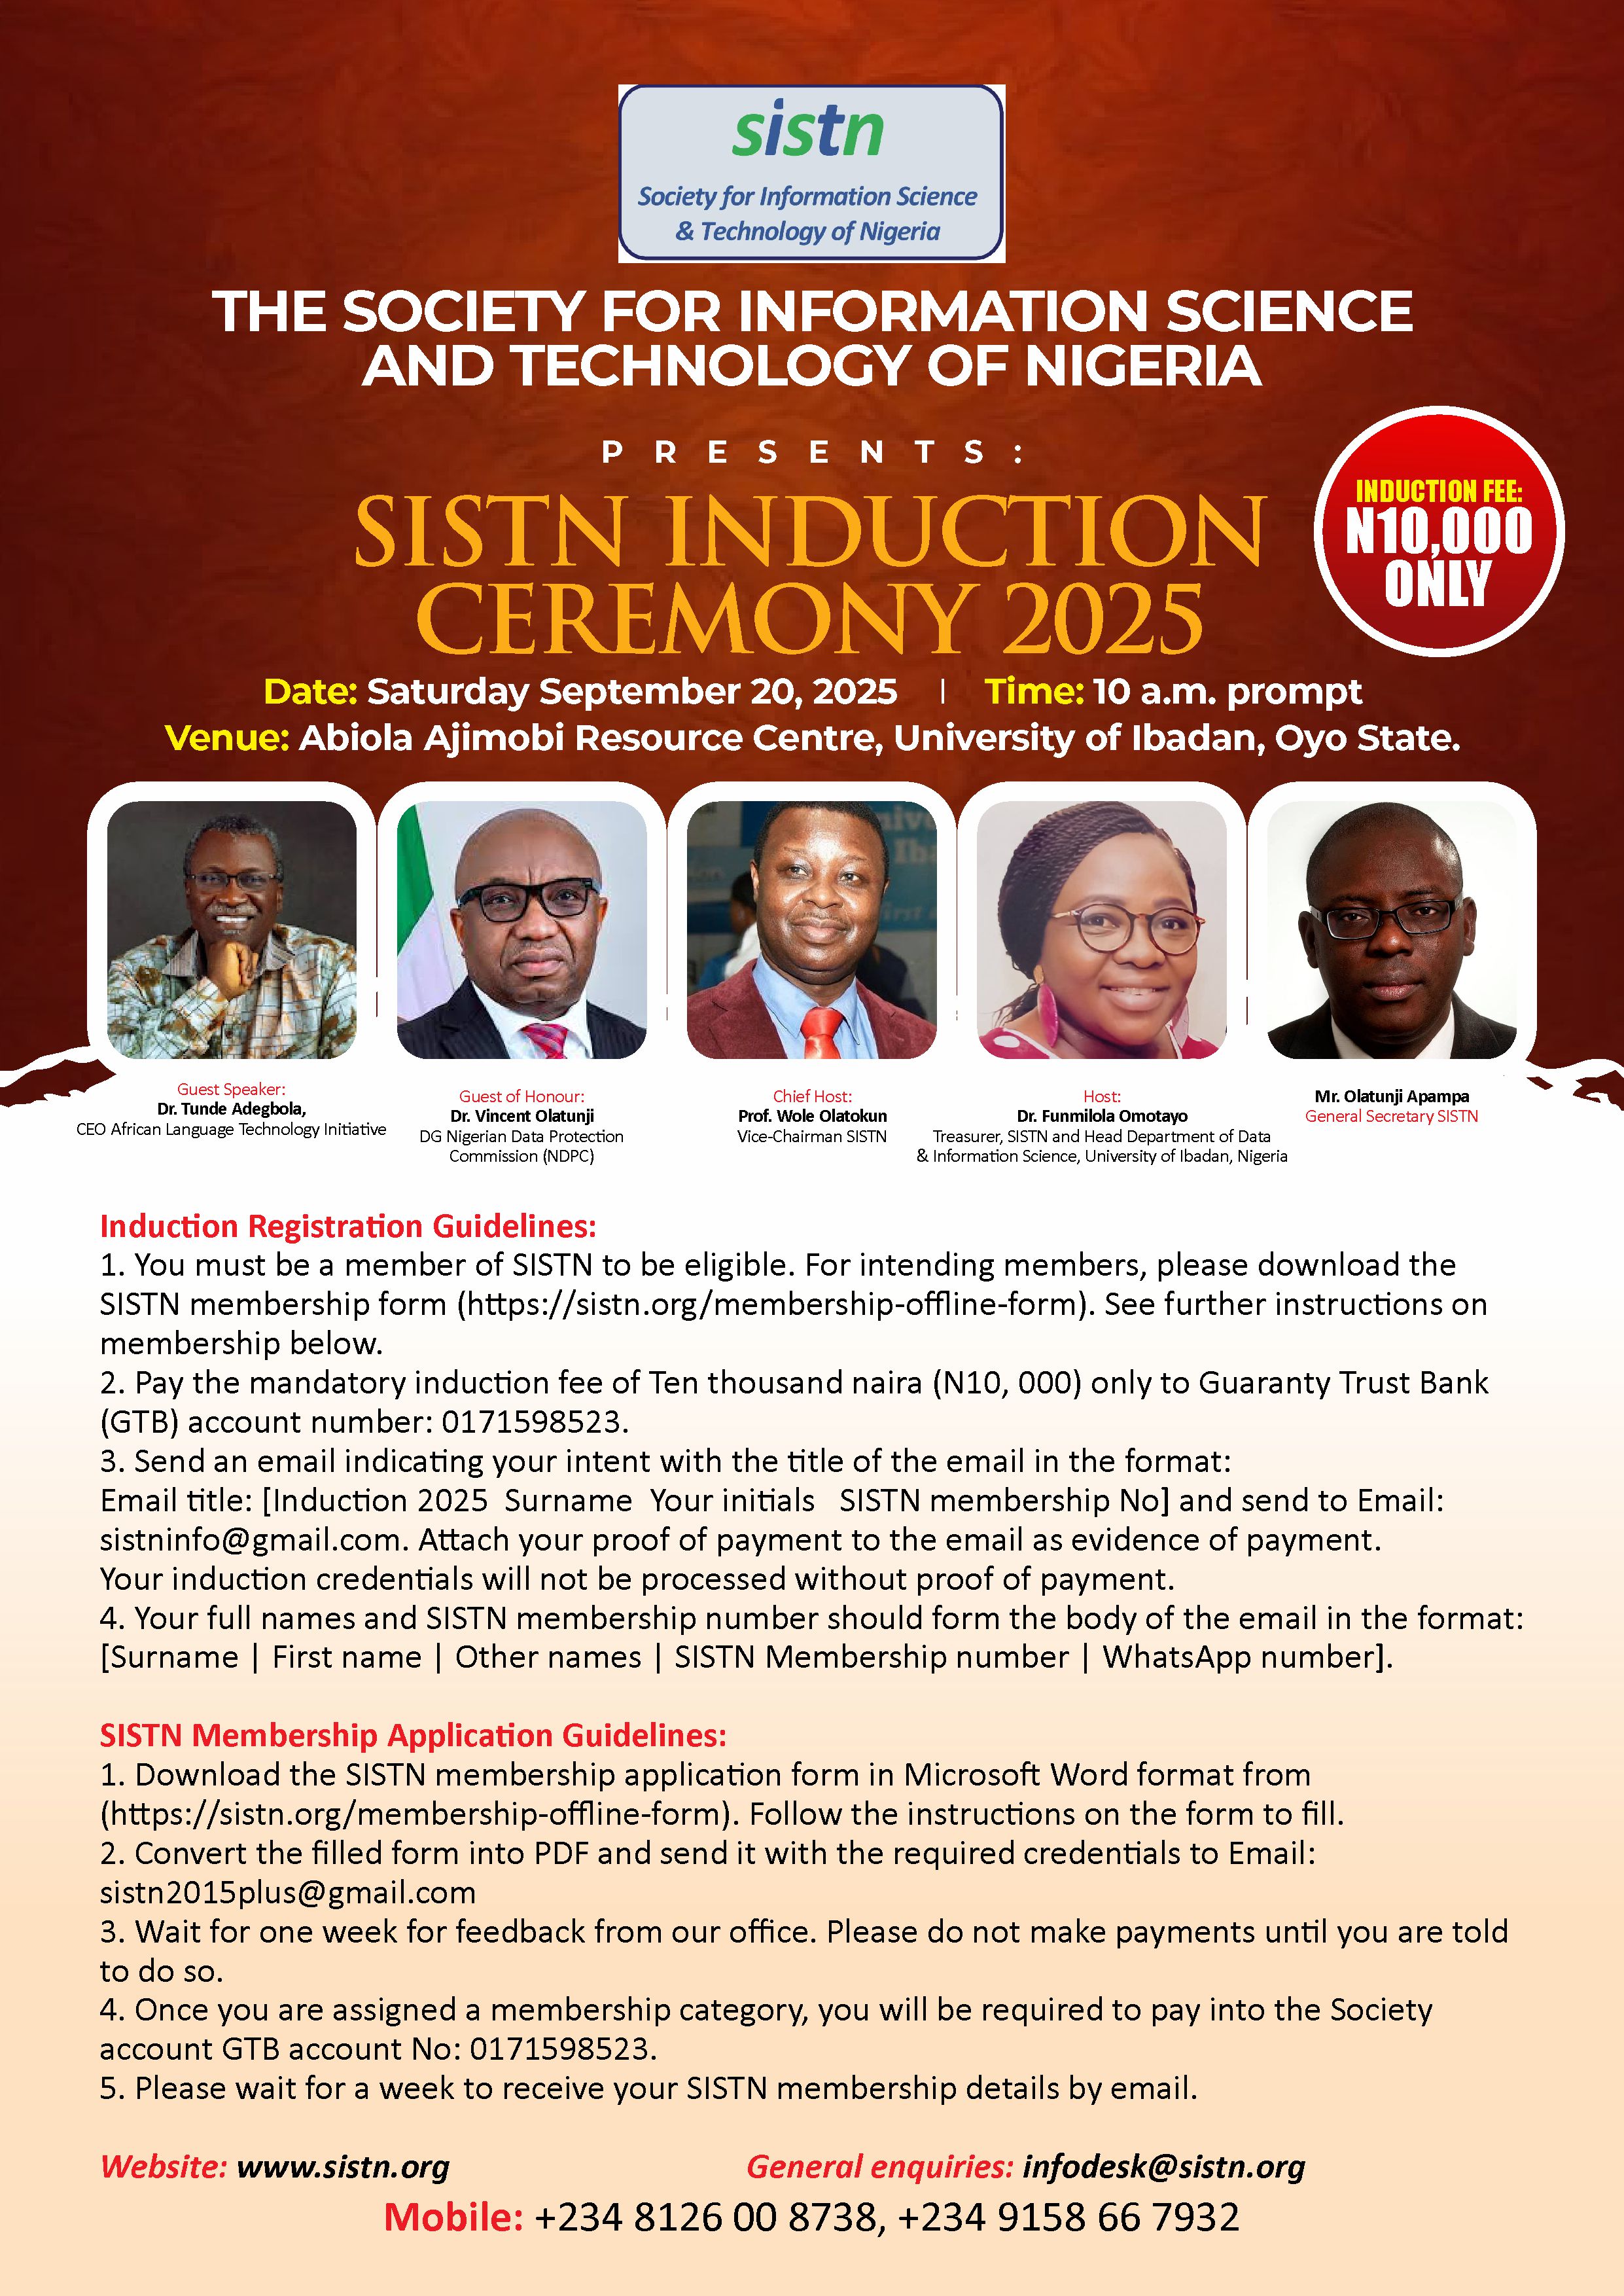 sistn
Society for Information Science
& Technology of Nigeria
THE SOCIETY FOR INFORMATION SCIENCE
AND TECHNOLOGY OF NIGERIA
PRESENTS:
SISTN INDUCTION
CEREMONY 2025
INDUCTION FEE:
N10,000
ONLY
Date: Saturday September 20, 2025 | Time: 10 a.m. prompt
Venue: Abiola Ajimobi Resource Centre, University of Ibadan, Oyo State.
Guest Speaker:
Dr. Tunde Adegbola,
CEO African Language Technology Initiative
Guest of Honour:
Dr. Vincent Olatunji
DG Nigerian Data Protection
Commission (NDPC)
Chief Host:
Prof. Wole Olatokun
Vice-Chairman SISTN
Host:
Dr. Funmilola Omotayo
Treasurer, SISTN and Head Department of Data
& Information Science, University of Ibadan, Nigeria
Mr. Olatunji Apampa
General Secretary SISTN
Induction Registration Guidelines:
1. You must be a member of SISTN to be eligible. For intending members, please download the
SISTN membership form (https://sistn.org/membership-offline-form). See further instructions on
membership below.
2. Pay the mandatory induction fee of Ten thousand naira (N10, 000) only to Guaranty Trust Bank
(GTB) account number: 0171598523.
3. Send an email indicating your intent with the title of the email in the format:
Email title: [Induction 2025  Surname  Your initials   SISTN membership No] and send to Email:
sistninfo@gmail.com. Attach your proof of payment to the email as evidence of payment.
Your induction credentials will not be processed without proof of payment.
4. Your full names and SISTN membership number should form the body of the email in the format:
[Surname | First name | Other names | SISTN Membership number | WhatsApp number].
SISTN Membership Application Guidelines:
1. Download the SISTN membership application form in Microsoft Word format from
(https://sistn.org/membership-offline-form). Follow the instructions on the form to fill.
2. Convert the filled form into PDF and send it with the required credentials to Email:
sistn2015plus@gmail.com
3. Wait for one week for feedback from our office. Please do not make payments until you are told
to do so.
4. Once you are assigned a membership category, you will be required to pay into the Society
account GTB account No: 0171598523.
5. Please wait for a week to receive your SISTN membership details by email.
Website: www.sistn.org
General enquiries: infodesk@sistn.org
Mobile: +234 8126 00 8738, +234 9158 66 7932